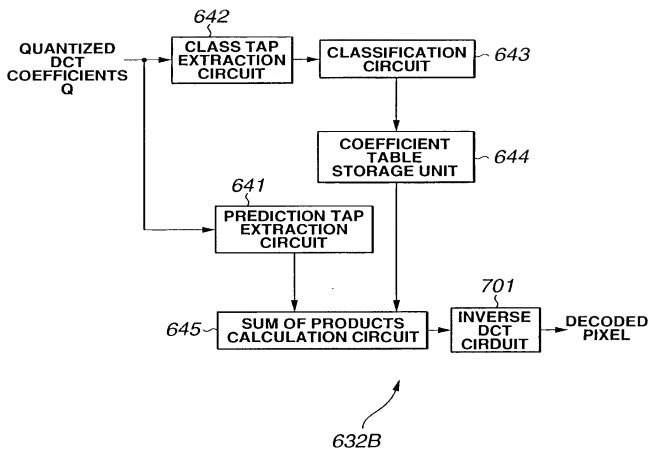 642
QUANTIZED
DCT
COEFFICIENTS
Q
CLASS TAP
EXTRACTION
CIRCUIT
CLASSIFICATION
CIRCUIT
643
COEFFICIENT
TABLE
STORAGE UNIT
644
641
PREDICTION TAP
EXTRACTION
CIRCUIT
645
SUM OF PRODUCTS
CALCULATION CIRCUIT
701
INVERSE
DCT
CIRDUIT
DECODED
PIXEL
632B